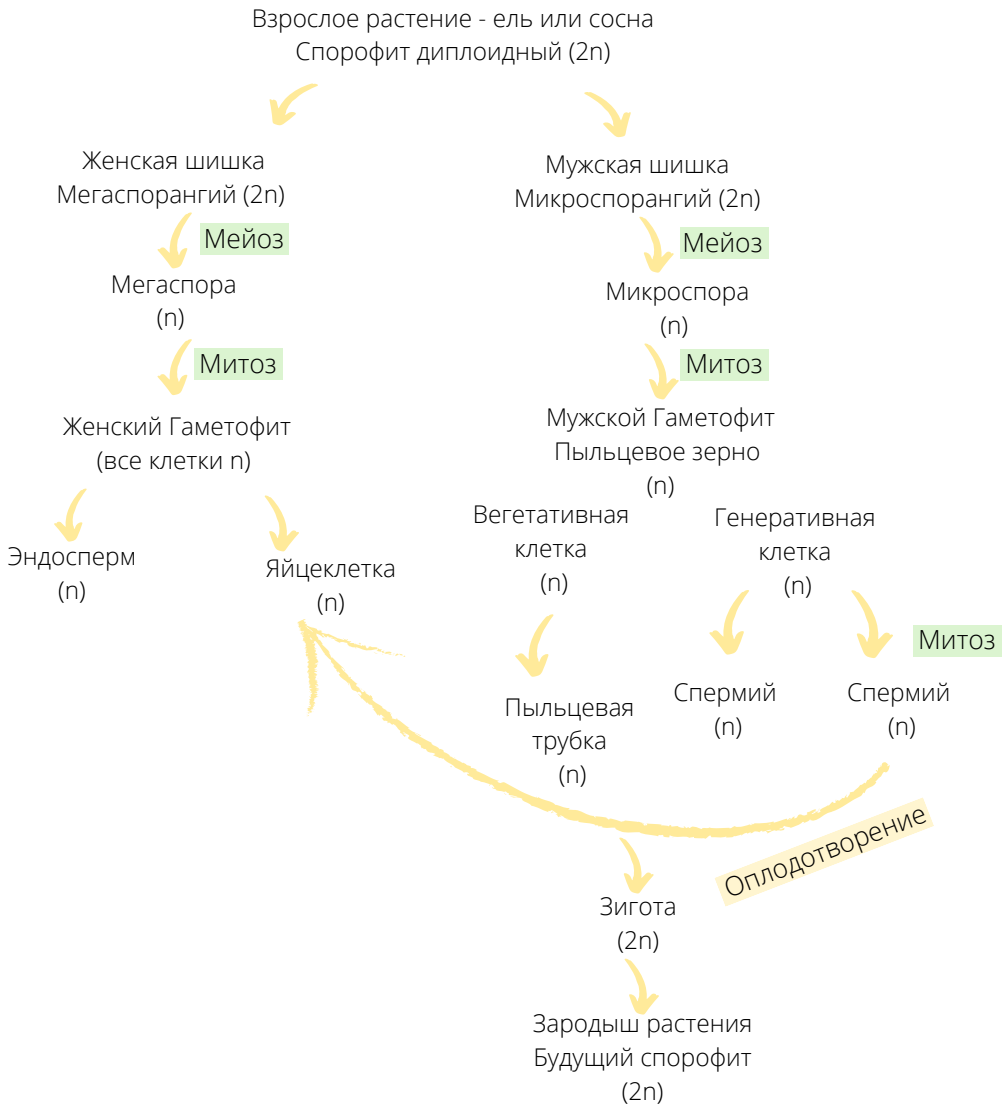 Взрослое растение - ель или сосна
Спорофит диплоидный (2n)
Женская шишка
Мегаспорангий (2n)
Мужская шишка
Микроспорангий (2n)
Мейоз
Мейоз
Мегаспора
(n)
Микроспора
(n)
Митоз
Митоз
Женский Гаметофит
(все клетки n)
Мужской Гаметофит
Пыльцевое зерно
(n)
Вегетативная
клетка
(n)
Генеративная
клетка
(n)
Эндосперм
(n)
Яйцеклетка
(n)
Митоз
Пыльцевая
трубка
(n)
Спермий
(n)
Спермий
(n)
Оплодотворение
Зигота
(2n)
Зародыш растения
Будущий спорофит
(2n)